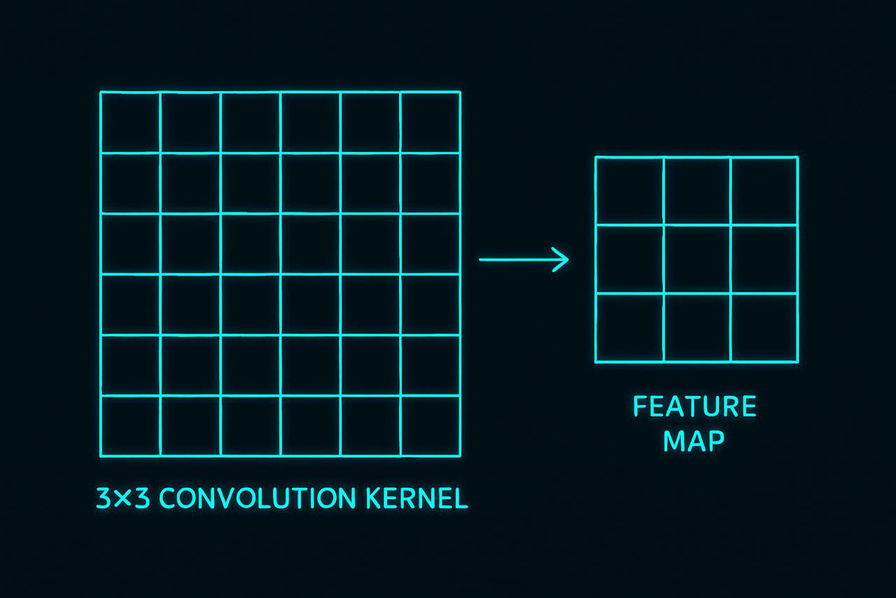 3×3 CONVOLUTION KERNEL
FEATURE
MAP